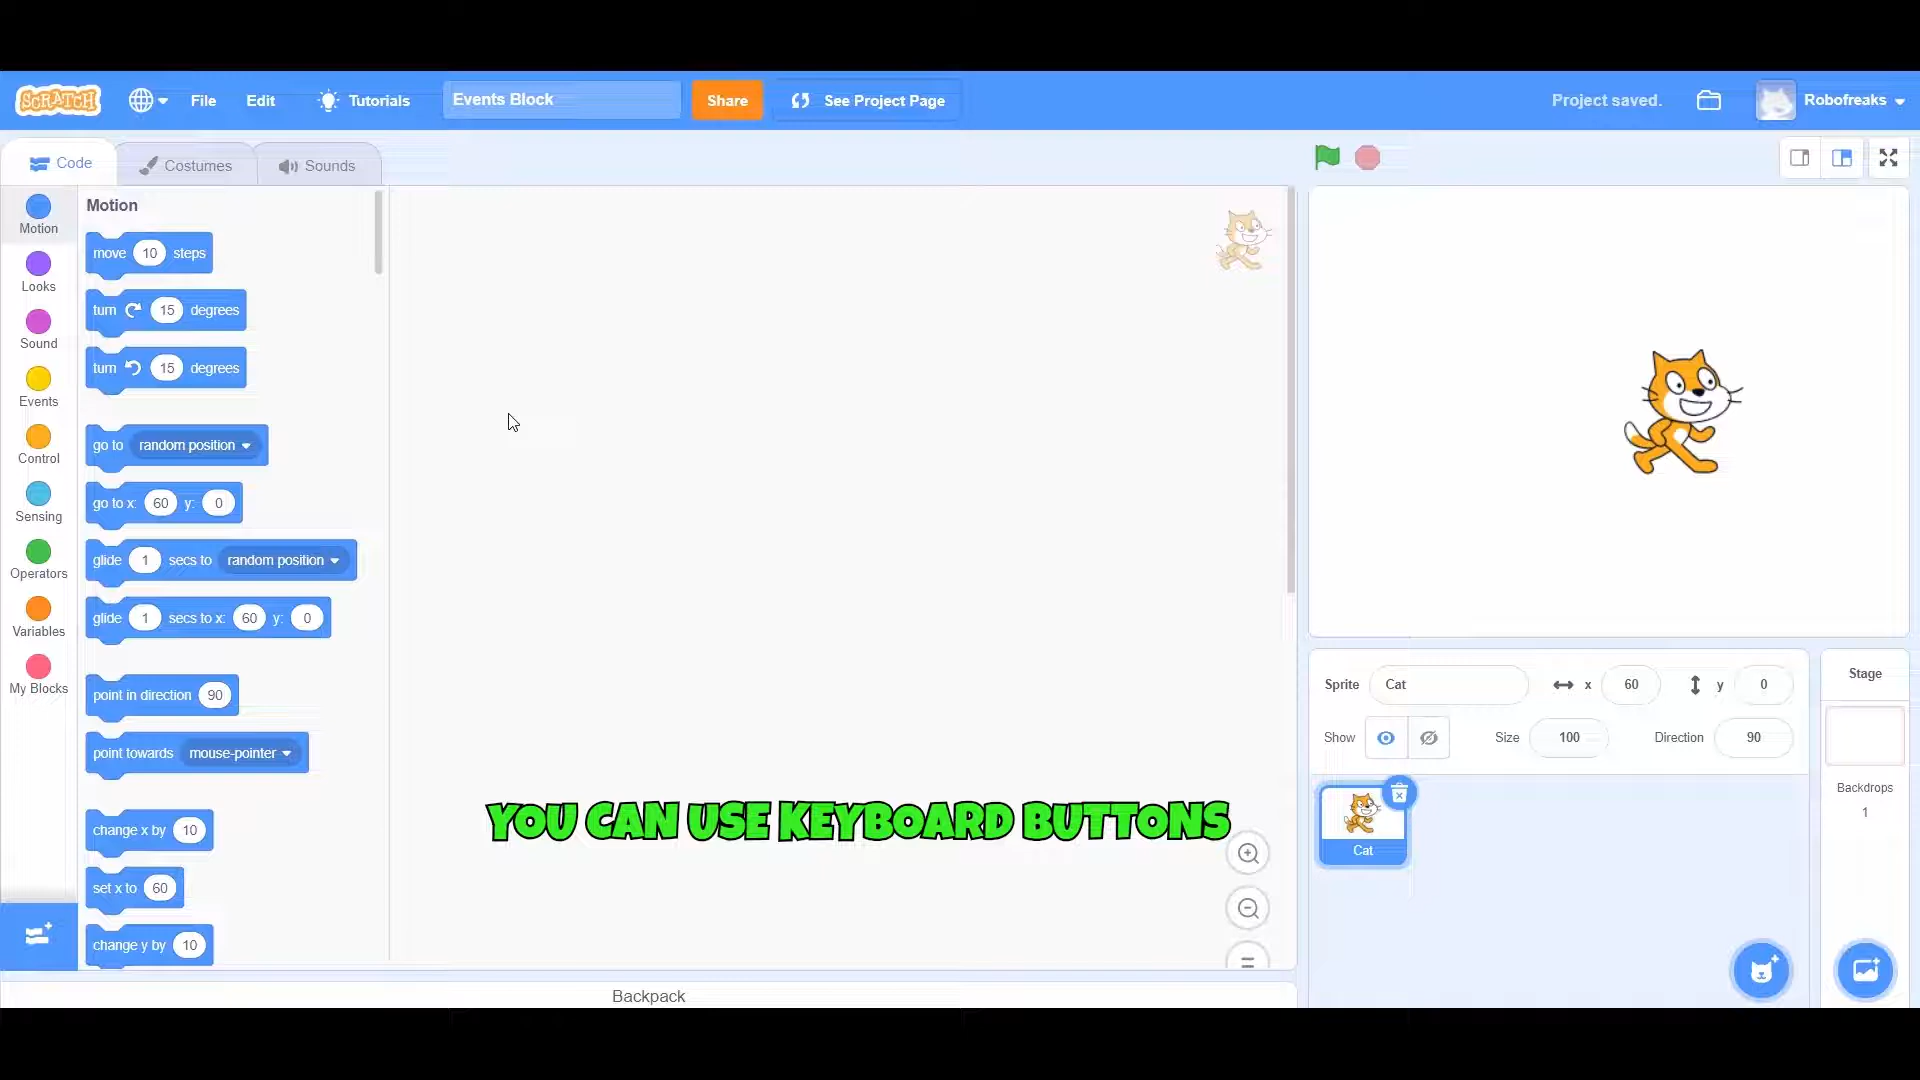 SCRATCH
File
Edit
Tutorials
Events Block
Share
See Project Page
Project saved.
Robofreaks
Code
Costumes
Sounds
Motion
Looks
Sound
Events
Control
Sensing
Operators
Variables
My Blocks
Motion
move 10 steps
turn 15 degrees
turn 15 degrees
go to random position
go to x: 60 y: 0
glide 1 secs to random position
glide 1 secs to x: 60 y: 0
point in direction 90
point towards mouse-pointer
change x by 10
set x to 60
change y by 10
YOU CAN USE KEYBOARD BUTTONS
Backpack
Sprite Cat x 60 y 0
Show Size 100 Direction 90
Cat
Stage
Backdrops
1